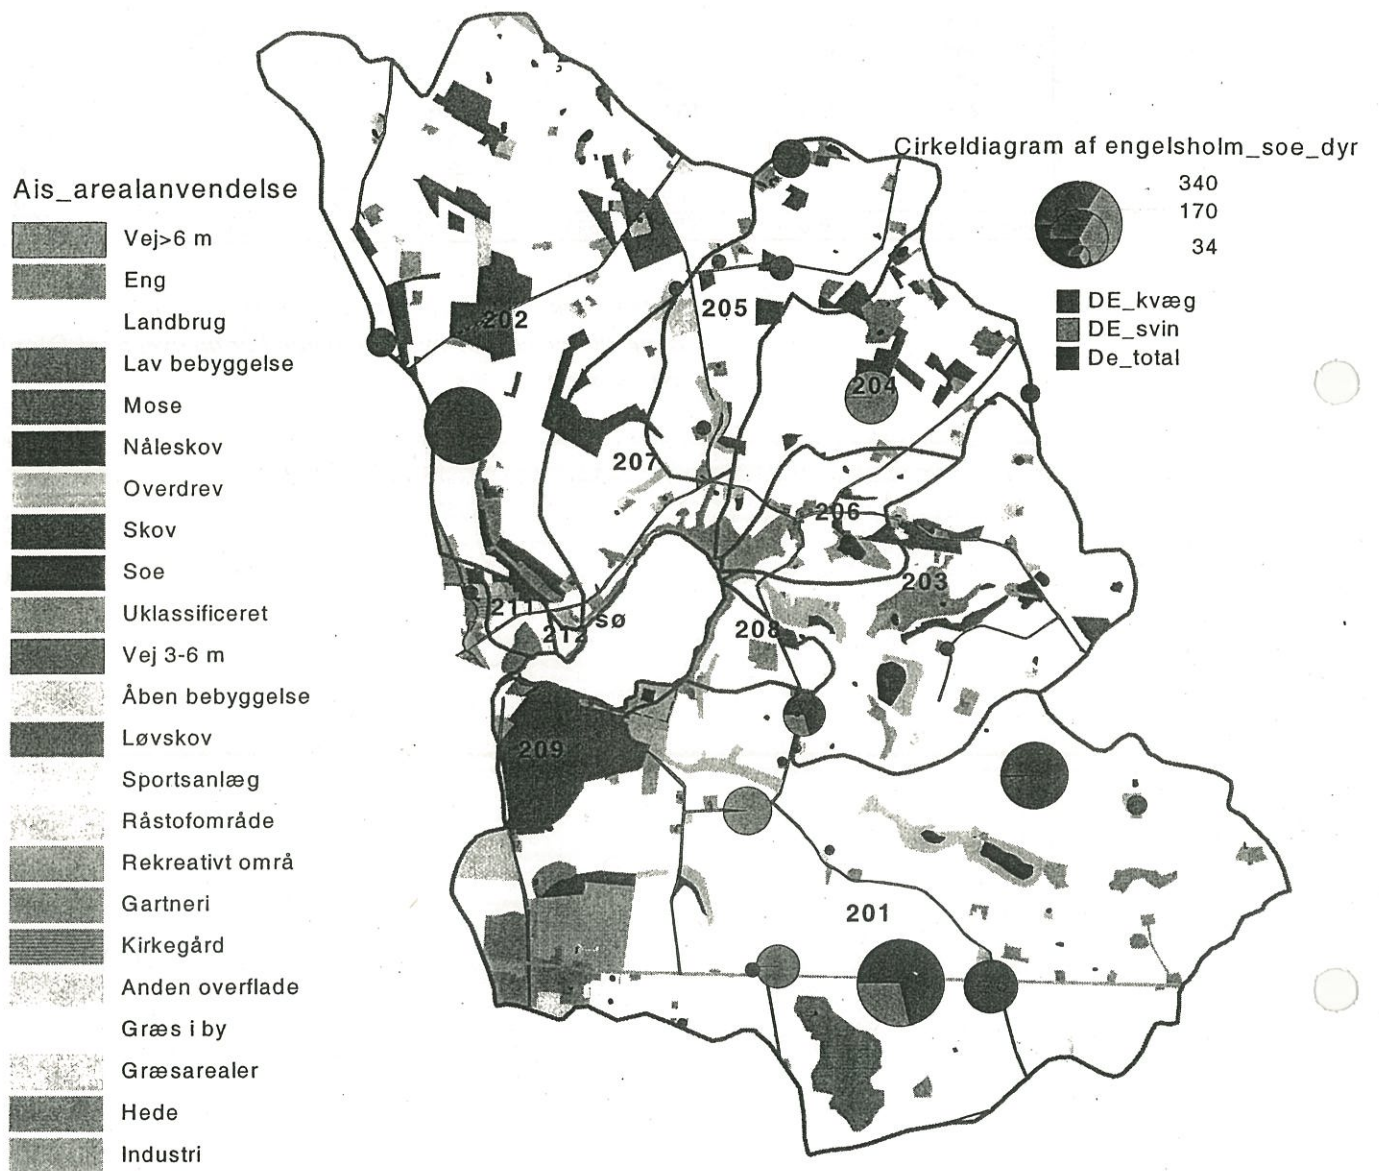 Cirkeldiagram af engelsholm_soe_dyr
340
170
34
DE_kvæg
DE_svin
De_total
Ais_arealanvendelse
Vej>6 m
Eng
Landbrug
Lav bebyggelse
Mose
Nåleskov
Overdrev
Skov
Soe
Uklassificeret
Vej 3-6 m
Åben bebyggelse
Løvskov
Sportsanlæg
Råstofområde
Rekreativt områ
Gartneri
Kirkegård
Anden overflade
Græs i by
Græsarealer
Hede
Industri
202
205
204
207
206
203
211
212
sø
208
209
201